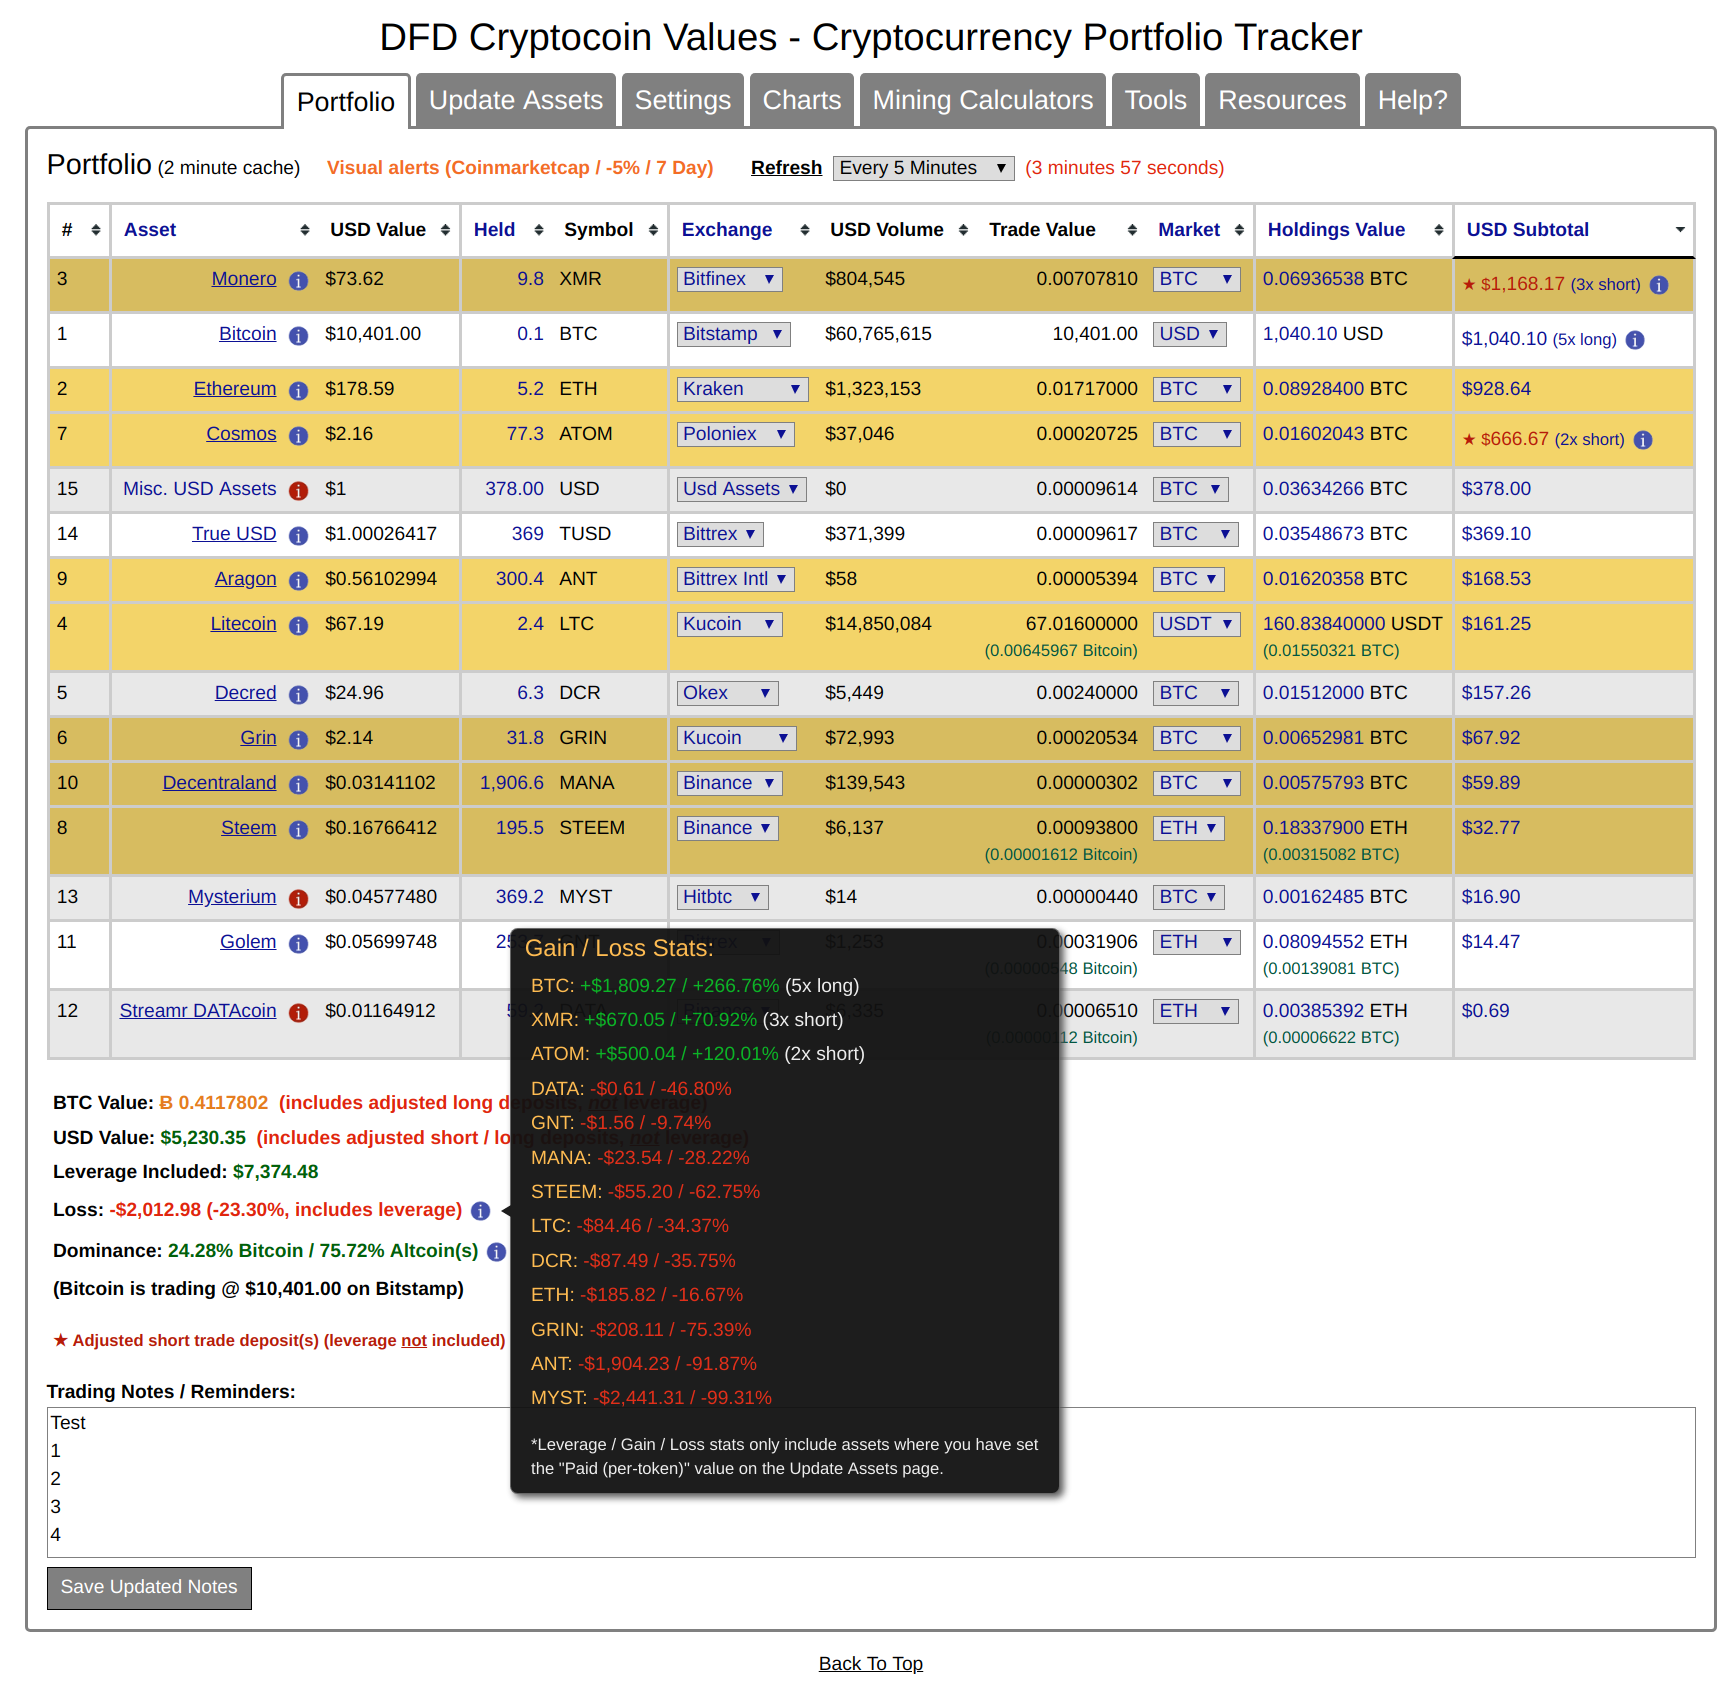 DFD Cryptocoin Values - Cryptocurrency Portfolio Tracker
Portfolio Update Assets Settings Charts Mining Calculators Tools Resources Help?
Portfolio (2 minute cache) Visual alerts (Coinmarketcap / -5% / 7 Day) Refresh Every 5 Minutes ▼ (3 minutes 57 seconds)
# Asset USD Value Held Symbol Exchange USD Volume Trade Value Market Holdings Value USD Subtotal
3 Monero i $73.62 9.8 XMR Bitfinex ▼ $804,545 0.00707810 BTC ▼ 0.06936538 BTC ★ $1,168.17 (3x short) i
1 Bitcoin i $10,401.00 0.1 BTC Bitstamp ▼ $60,765,615 10,401.00 USD ▼ 1,040.10 USD $1,040.10 (5x long) i
2 Ethereum i $178.59 5.2 ETH Kraken ▼ $1,323,153 0.01717000 BTC ▼ 0.08928400 BTC $928.64
7 Cosmos i $2.16 77.3 ATOM Poloniex ▼ $37,046 0.00020725 BTC ▼ 0.01602043 BTC ★ $666.67 (2x short) i
15 Misc. USD Assets i $1 378.00 USD Usd Assets ▼ $0 0.00009614 BTC ▼ 0.03634266 BTC $378.00
14 True USD i $1.00026417 369 TUSD Bittrex ▼ $371,399 0.00009617 BTC ▼ 0.03548673 BTC $369.10
9 Aragon i $0.56102994 300.4 ANT Bittrex Intl ▼ $58 0.00005394 BTC ▼ 0.01620358 BTC $168.53
4 Litecoin i $67.19 2.4 LTC Kucoin ▼ $14,850,084 67.01600000 USDT ▼ 160.83840000 USDT $161.25
(0.00645967 Bitcoin) (0.01550321 BTC)
5 Decred i $24.96 6.3 DCR Okex ▼ $5,449 0.00240000 BTC ▼ 0.01512000 BTC $157.26
6 Grin i $2.14 31.8 GRIN Kucoin ▼ $72,993 0.00020534 BTC ▼ 0.00652981 BTC $67.92
10 Decentraland i $0.03141102 1,906.6 MANA Binance ▼ $139,543 0.00000302 BTC ▼ 0.00575793 BTC $59.89
8 Steem i $0.16766412 195.5 STEEM Binance ▼ $6,137 0.00093800 ETH ▼ 0.18337900 ETH $32.77
(0.00001612 Bitcoin) (0.00315082 BTC)
13 Mysterium i $0.04577480 369.2 MYST Hitbtc ▼ $14 0.00000440 BTC ▼ 0.00162485 BTC $16.90
11 Golem i $0.05699748 GNT Bittrex ▼ $1,253 0.00031906 ETH ▼ 0.08094552 ETH $14.47
(0.00000548 Bitcoin) (0.00139081 BTC)
12 Streamr DATAcoin i $0.01164912 DATA 0.00006510 ETH ▼ 0.00385392 ETH $0.69
(0.00000112 Bitcoin) (0.00006622 BTC)
BTC Value: Ƀ 0.4117802 (includes adjusted long deposits, not leverage)
USD Value: $5,230.35 (includes adjusted short / long deposits, not leverage)
Leverage Included: $7,374.48
Loss: -$2,012.98 (-23.30%, includes leverage) i
Dominance: 24.28% Bitcoin / 75.72% Altcoin(s) i
(Bitcoin is trading @ $10,401.00 on Bitstamp)
★ Adjusted short trade deposit(s) (leverage not included)
Gain / Loss Stats:
BTC: +$1,809.27 / +266.76% (5x long)
XMR: +$670.05 / +70.92% (3x short)
ATOM: +$500.04 / +120.01% (2x short)
DATA: -$0.61 / -46.80%
GNT: -$1.56 / -9.74%
MANA: -$23.54 / -28.22%
STEEM: -$55.20 / -62.75%
LTC: -$84.46 / -34.37%
DCR: -$87.49 / -35.75%
ETH: -$185.82 / -16.67%
GRIN: -$208.11 / -75.39%
ANT: -$1,904.23 / -91.87%
MYST: -$2,441.31 / -99.31%
*Leverage / Gain / Loss stats only include assets where you have set
the "Paid (per-token)" value on the Update Assets page.
Trading Notes / Reminders:
Test
1
2
3
4
Save Updated Notes
Back To Top